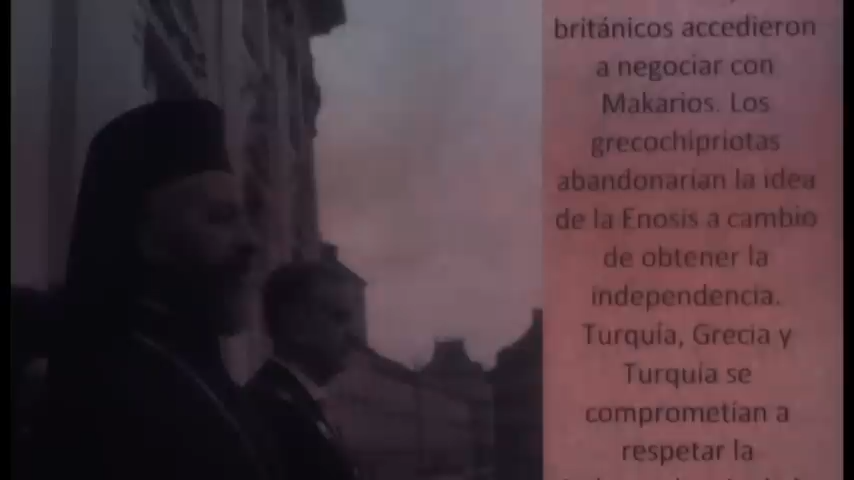 británicos accedieron
a negociar con
Makarios. Los
grecochipriotas
abandonarían la idea
de la Enosis a cambio
de obtener la
independencia.
Turquía, Grecia y
Turquía se
comprometían a
respetar la